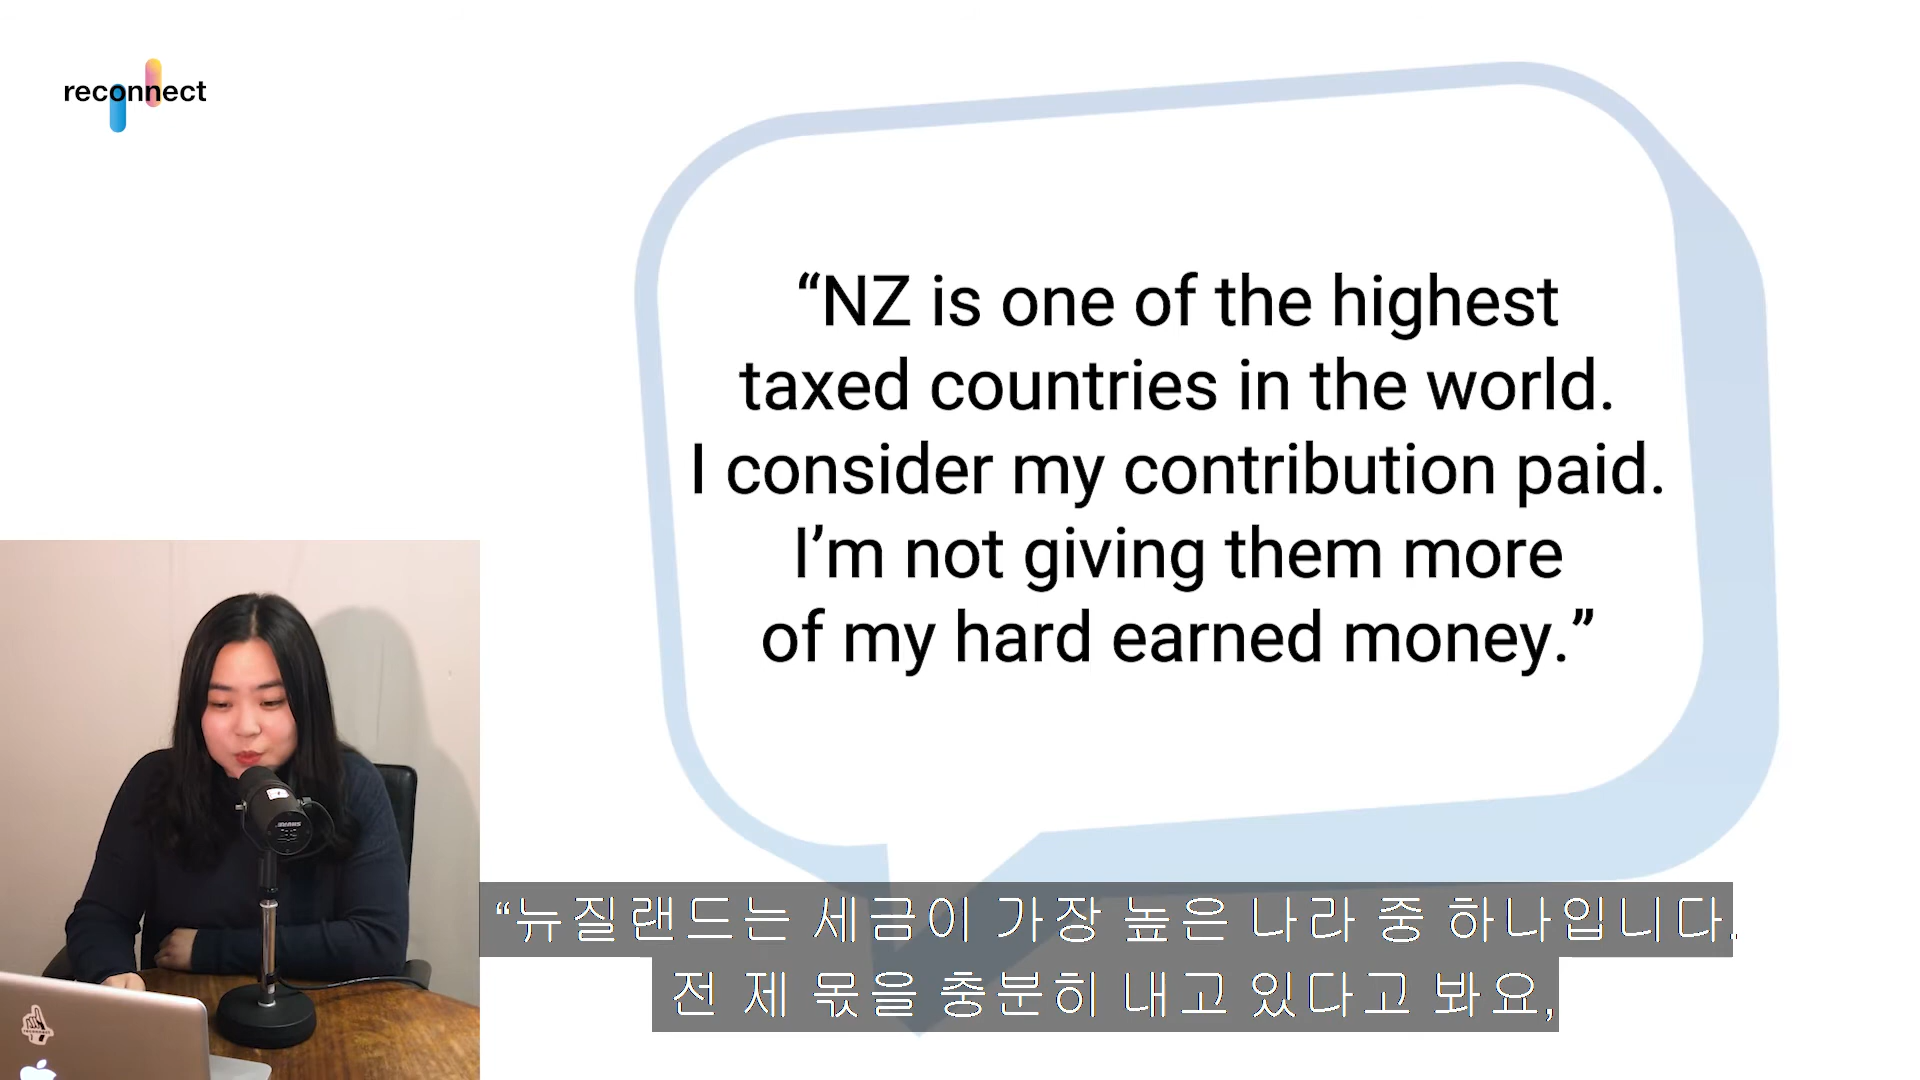 reconnect
“NZ is one of the highest
taxed countries in the world.
I consider my contribution paid.
I’m not giving them more
of my hard earned money.”
“뉴질랜드는 세금이 가장 높은 나라 중 하나입니다.
전 제 몫을 충분히 내고 있다고 봐요,